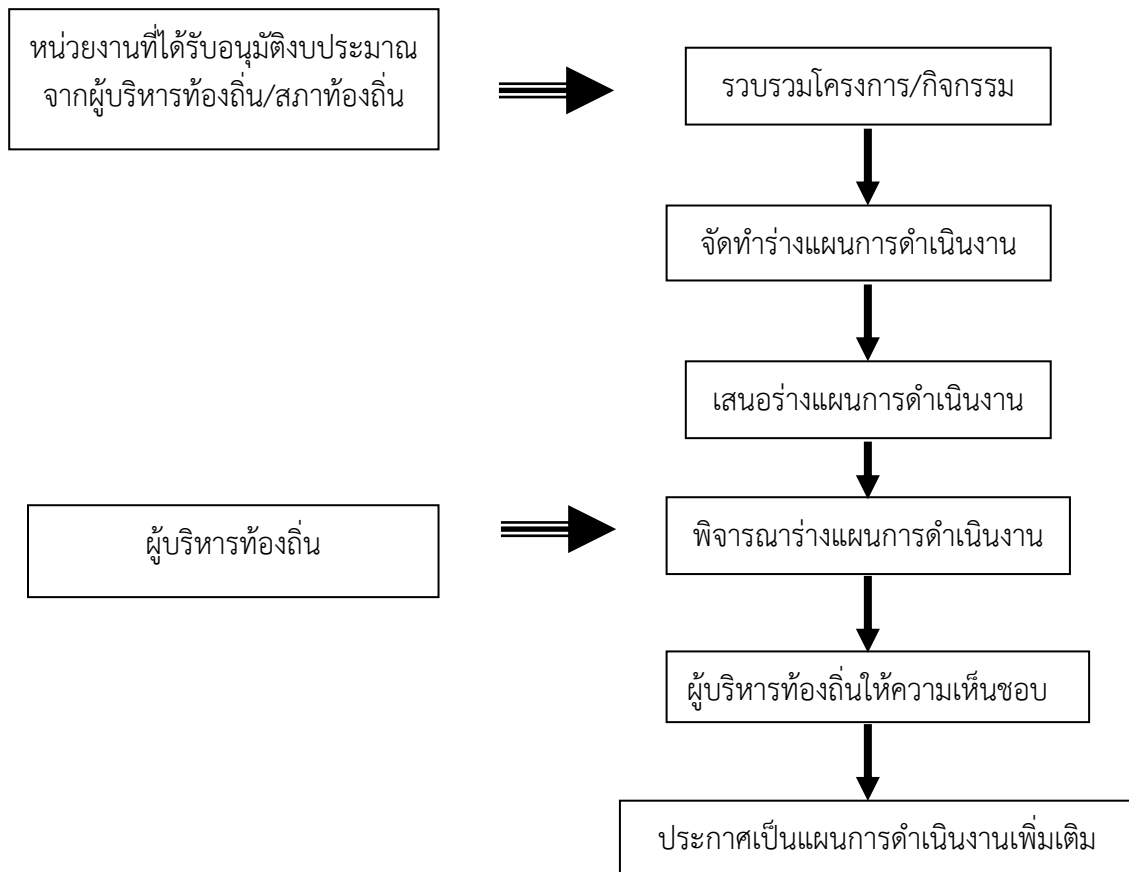 หน่วยงานที่ได้รับอนุมัติงบประมาณ
จากผู้บริหารท้องถิ่น/สภาท้องถิ่น
รวบรวมโครงการ/กิจกรรม
จัดทำร่างแผนการดำเนินงาน
เสนอร่างแผนการดำเนินงาน
ผู้บริหารท้องถิ่น
พิจารณาร่างแผนการดำเนินงาน
ผู้บริหารท้องถิ่นให้ความเห็นชอบ
ประกาศเป็นแผนการดำเนินงานเพิ่มเติม